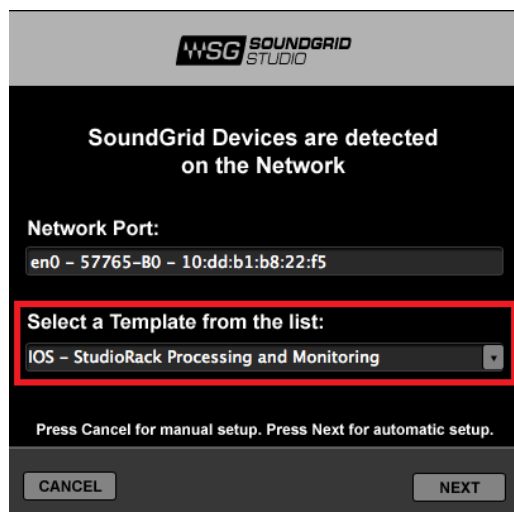 WSG SOUNDGRID
STUDIO
SoundGrid Devices are detected
on the Network
Network Port:
en0 – 57765–B0 – 10:dd:b1:b8:22:f5
Select a Template from the list:
IOS – StudioRack Processing and Monitoring
Press Cancel for manual setup. Press Next for automatic setup.
CANCEL
NEXT